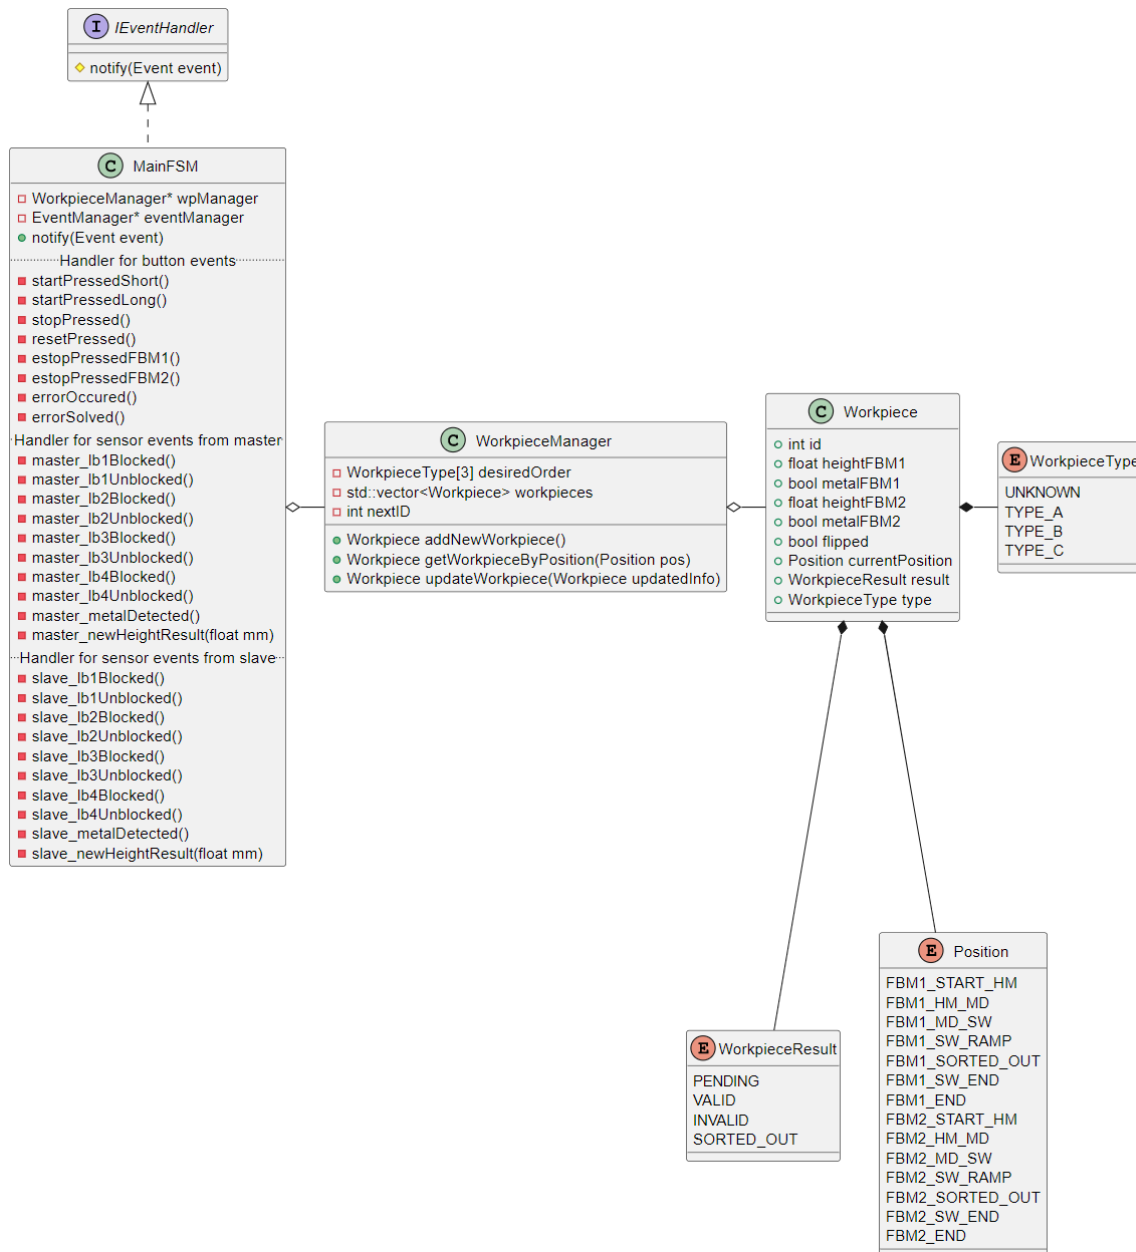 I IEventHandler
notify(Event event)
C MainFSM
WorkpieceManager* wpManager
EventManager* eventManager
notify(Event event)
Handler for button events
startPressedShort()
startPressedLong()
stopPressed()
resetPressed()
estopPressedFBM1()
estopPressedFBM2()
errorOccured()
errorSolved()
Handler for sensor events from master
master_lb1Blocked()
master_lb1Unblocked()
master_lb2Blocked()
master_lb2Unblocked()
master_lb3Blocked()
master_lb3Unblocked()
master_lb4Blocked()
master_lb4Unblocked()
master_metalDetected()
master_newHeightResult(float mm)
Handler for sensor events from slave
slave_lb1Blocked()
slave_lb1Unblocked()
slave_lb2Blocked()
slave_lb2Unblocked()
slave_lb3Blocked()
slave_lb3Unblocked()
slave_lb4Blocked()
slave_lb4Unblocked()
slave_metalDetected()
slave_newHeightResult(float mm)
C WorkpieceManager
WorkpieceType[3] desiredOrder
std::vector<Workpiece> workpieces
int nextID
Workpiece addNewWorkpiece()
Workpiece getWorkpieceByPosition(Position pos)
Workpiece updateWorkpiece(Workpiece updatedInfo)
C Workpiece
int id
float heightFBM1
bool metalFBM1
float heightFBM2
bool metalFBM2
bool flipped
Position currentPosition
WorkpieceResult result
WorkpieceType type
E WorkpieceType
UNKNOWN
TYPE_A
TYPE_B
TYPE_C
E WorkpieceResult
PENDING
VALID
INVALID
SORTED_OUT
E Position
FBM1_START_HM
FBM1_HM_MD
FBM1_MD_SW
FBM1_SW_RAMP
FBM1_SORTED_OUT
FBM1_SW_END
FBM1_END
FBM2_START_HM
FBM2_HM_MD
FBM2_MD_SW
FBM2_SW_RAMP
FBM2_SORTED_OUT
FBM2_SW_END
FBM2_END